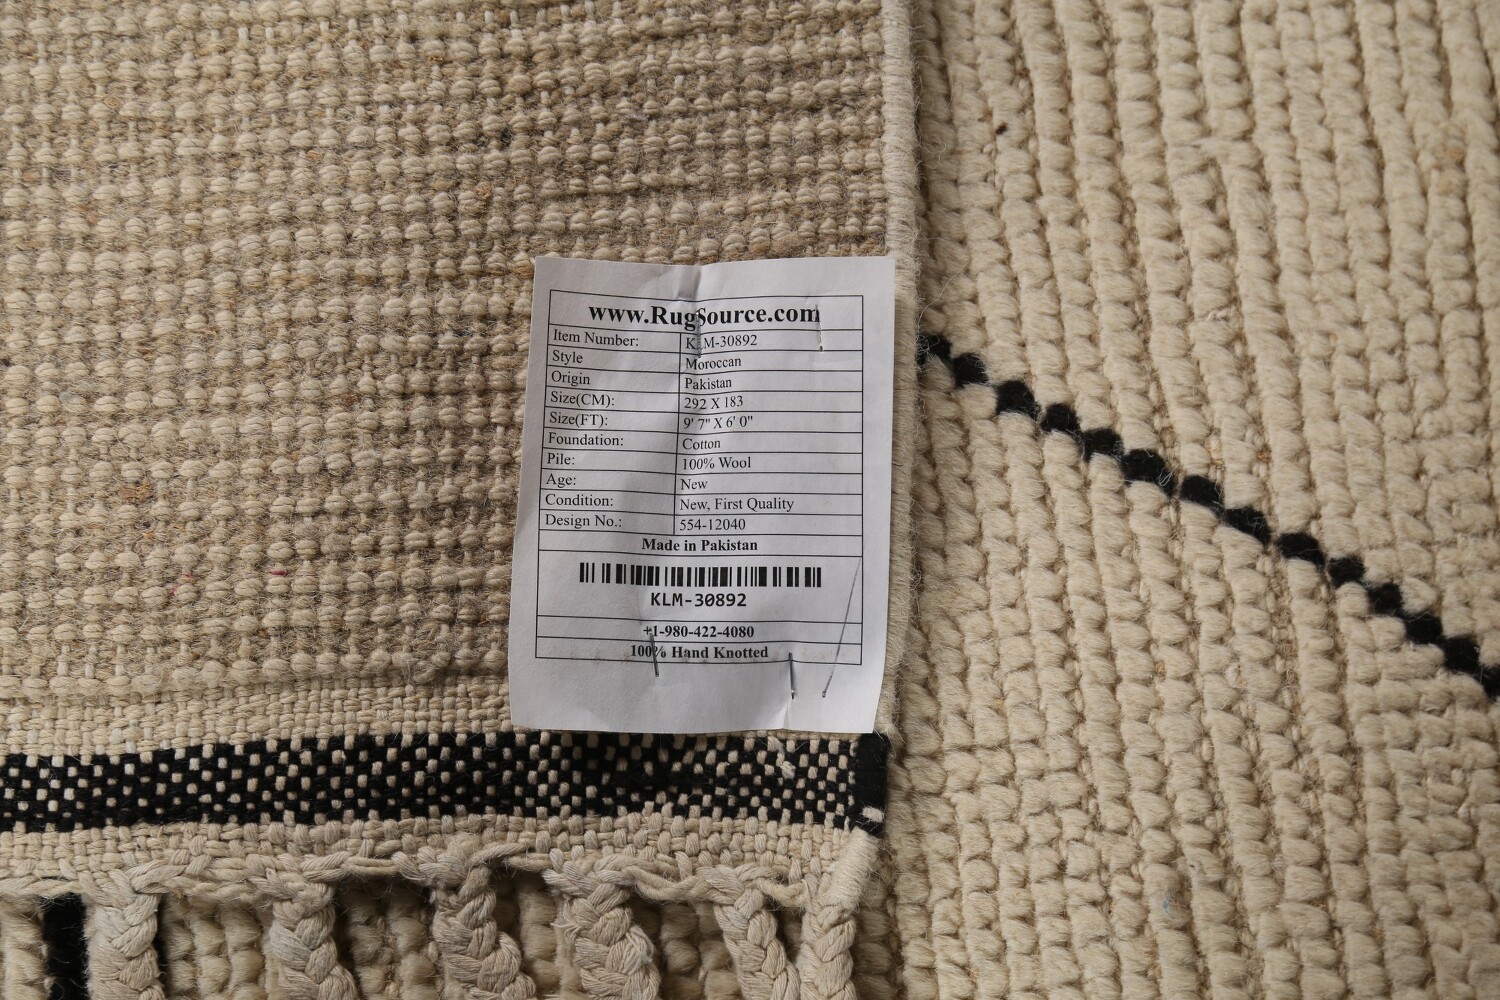 www.RugSource.com
Item Number: KLM-30892
Style Moroccan
Origin Pakistan
Size(CM): 292 X 183
Size(FT): 9' 7" X 6' 0"
Foundation: Cotton
Pile: 100% Wool
Age: New
Condition: New, First Quality
Design No.: 554-12040
Made in Pakistan
KLM-30892
+1-980-422-4080
100% Hand Knotted